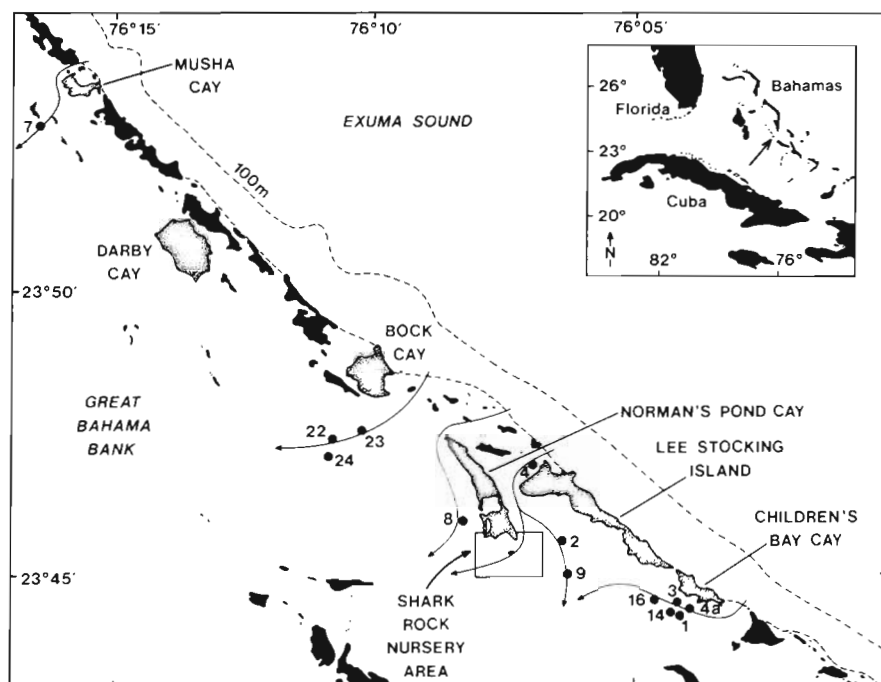 76°15'
76°10'
76°05'
MUSHA
CAY
7
EXUMA SOUND
100m
26°
Florida
Bahamas
23°
Cuba
20°
N
82°
76°
DARBY
CAY
23°50'
BOCK
CAY
GREAT
BAHAMA
BANK
22
23
24
NORMAN'S POND CAY
LEE STOCKING
ISLAND
4
CHILDREN'S
BAY CAY
8
2
9
23°45'
16
3
4a
14
1
SHARK
ROCK
NURSERY
AREA